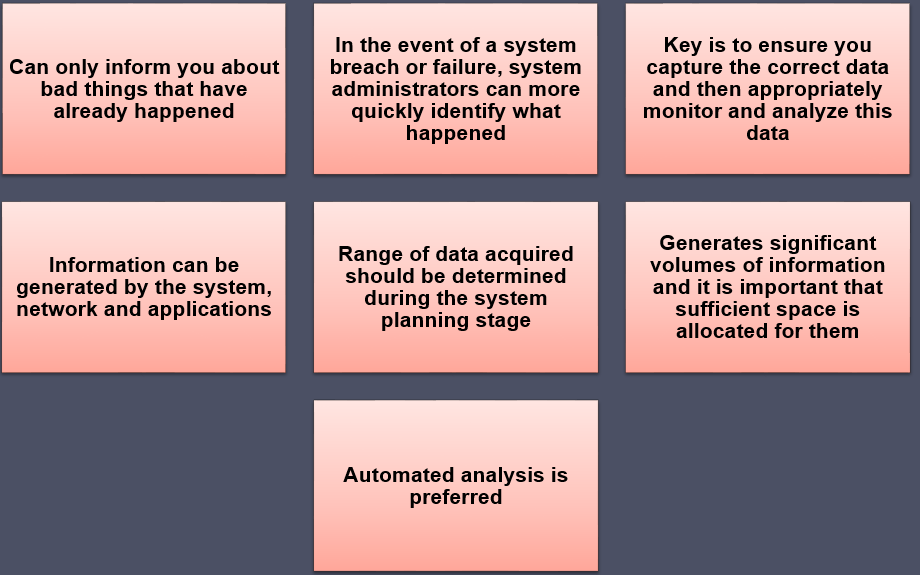 Can only inform you about
bad things that have
already happened
In the event of a system
breach or failure, system
administrators can more
quickly identify what
happened
Key is to ensure you
capture the correct data
and then appropriately
monitor and analyze this
data
Information can be
generated by the system,
network and applications
Range of data acquired
should be determined
during the system
planning stage
Generates significant
volumes of information
and it is important that
sufficient space is
allocated for them
Automated analysis is
preferred